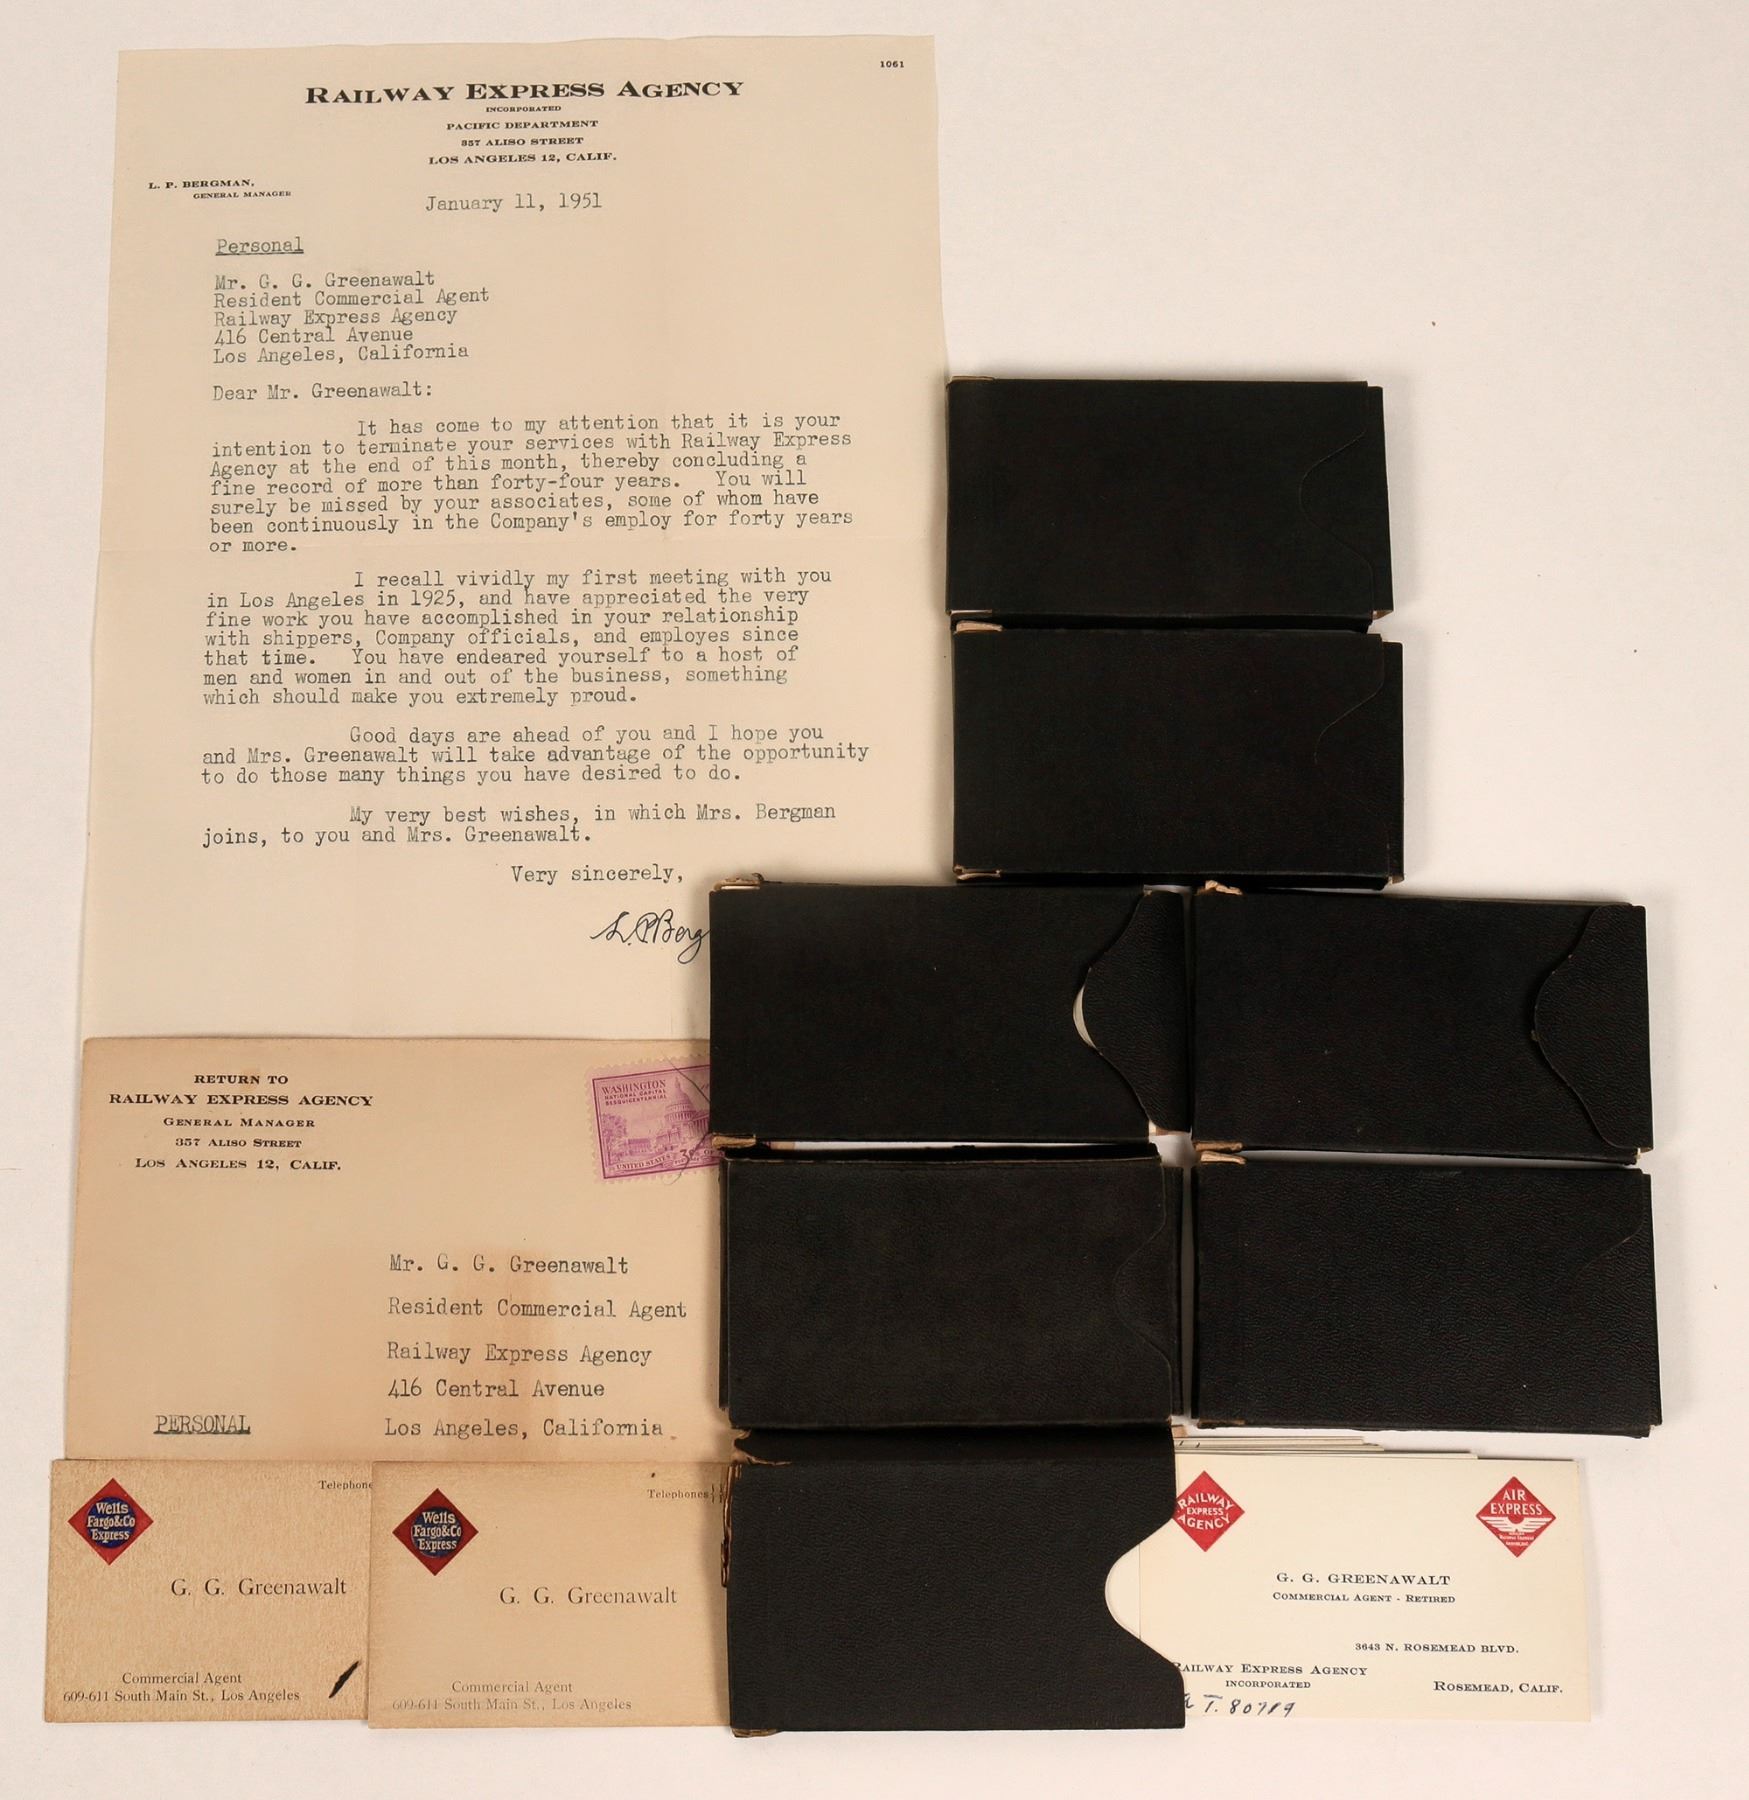 1061
RAILWAY EXPRESS AGENCY
INCORPORATED
PACIFIC DEPARTMENT
357 ALISO STREET
LOS ANGELES 12, CALIF.
L. P. BERGMAN,
GENERAL MANAGER
January 11, 1951
Personal
Mr. G. G. Greenawalt
Resident Commercial Agent
Railway Express Agency
416 Central Avenue
Los Angeles, California
Dear Mr. Greenawalt:
It has come to my attention that it is your
intention to terminate your services with Railway Express
Agency at the end of this month, thereby concluding a
fine record of more than forty-four years. You will
surely be missed by your associates, some of whom have
been continuously in the Company's employ for forty years
or more.
I recall vividly my first meeting with you
in Los Angeles in 1925, and have appreciated the very
fine work you have accomplished in your relationship
with shippers, Company officials, and employes since
that time. You have endeared yourself to a host of
men and women in and out of the business, something
which should make you extremely proud.
Good days are ahead of you and I hope you
and Mrs. Greenawalt will take advantage of the opportunity
to do those many things you have desired to do.
My very best wishes, in which Mrs. Bergman
joins, to you and Mrs. Greenawalt.
Very sincerely,
L. P. Berg
RETURN TO
RAILWAY EXPRESS AGENCY
GENERAL MANAGER
357 ALISO STREET
LOS ANGELES 12, CALIF.
WASHINGTON
NATIONAL CAPITAL
SESQUICENTENNIAL
UNITED STATES
3¢
Mr. G. G. Greenawalt
Resident Commercial Agent
Railway Express Agency
416 Central Avenue
Los Angeles, California
PERSONAL
Wells
Fargo&Co
Express
Telephone
G. G. Greenawalt
Commercial Agent
609-611 South Main St., Los Angeles
Wells
Fargo&Co
Express
Telephones
G. G. Greenawalt
Commercial Agent
609-611 South Main St., Los Angeles
RAILWAY
EXPRESS
AGENCY
AIR
EXPRESS
G. G. GREENAWALT
COMMERCIAL AGENT - RETIRED
3643 N. ROSEMEAD BLVD.
RAILWAY EXPRESS AGENCY
INCORPORATED
ROSEMEAD, CALIF.
T. 80719